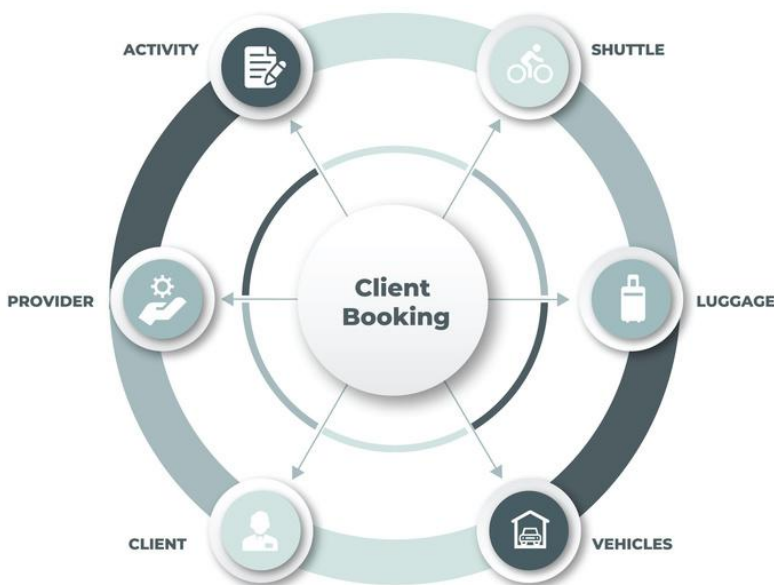 ACTIVITY
SHUTTLE
PROVIDER
Client
Booking
LUGGAGE
CLIENT
VEHICLES